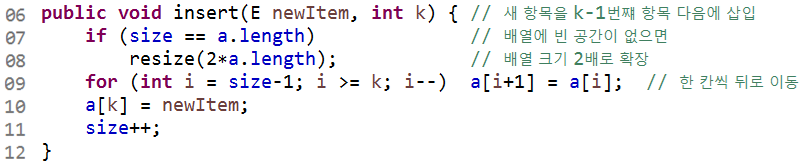 06 public void insert(E newItem, int k) { // 새 항목을 k-1번째 항목 다음에 삽입
07     if (size == a.length)              // 배열에 빈 공간이 없으면
08         resize(2*a.length);            // 배열 크기 2배로 확장
09     for (int i = size-1; i >= k; i--)  a[i+1] = a[i];  // 한 칸씩 뒤로 이동
10     a[k] = newItem;
11     size++;
12 }